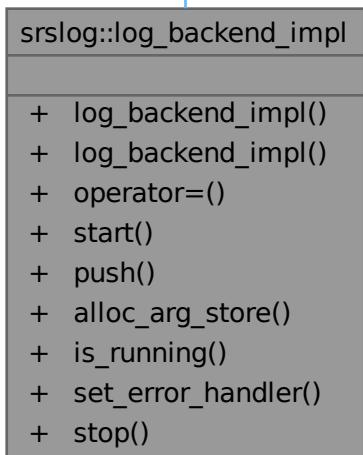 srslog::log_backend_impl
+ log_backend_impl()
+ log_backend_impl()
+ operator=()
+ start()
+ push()
+ alloc_arg_store()
+ is_running()
+ set_error_handler()
+ stop()